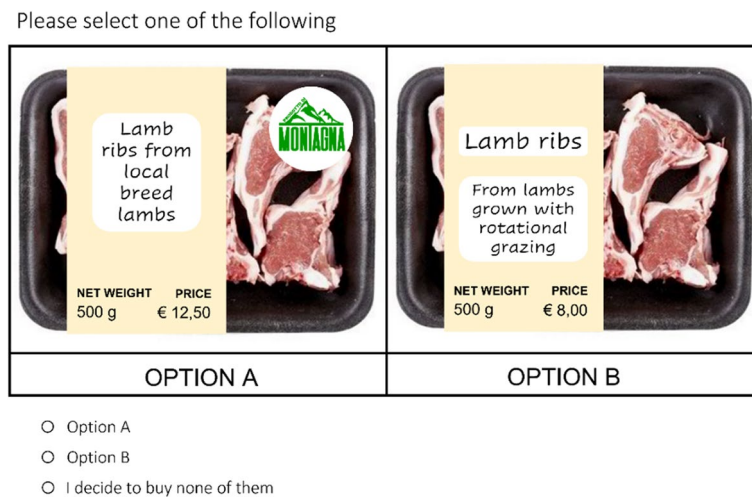 Please select one of the following
Lamb
ribs from
local
breed
lambs
MONTAGNA
NET WEIGHT PRICE
500 g € 12,50
Lamb ribs
From lambs
grown with
rotational
grazing
NET WEIGHT PRICE
500 g € 8,00
OPTION A
OPTION B
Option A
Option B
I decide to buy none of them